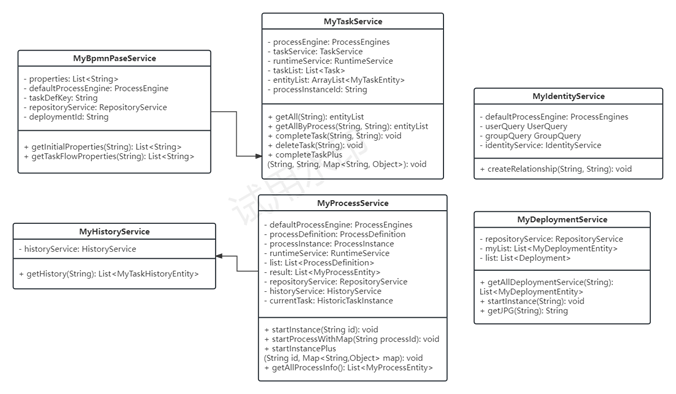 MyBpmnPaseService
- properties: List<String>
- defaultProcessEngine: ProcessEngine
- taskDefKey: String
- repositoryService: RepositoryService
- deploymentId: String
+ getInitialProperties(String): List<String>
+ getTaskFlowProperties(String): List<String>
MyTaskService
- processEngine: ProcessEngines
- taskService: TaskService
- runtimeService: RuntimeService
- taskList: List<Task>
- entityList: ArrayList<MyTaskEntity>
- processInstanceId: String
+ getAll(String): entityList
+ getAllByProcess(String, String): entityList
+ completeTask(String, String): void
+ deleteTask(String): void
+ completeTaskPlus
(String, String, Map<String, Object>): void
MyIdentityService
- defaultProcessEngine: ProcessEngines
- userQuery UserQuery
- groupQuery GroupQuery
- identityService: IdentityService
+ createRelationship(String, String): void
MyHistoryService
- historyService: HistoryService
+ getHistory(String): List<MyTaskHistoryEntity>
MyProcessService
- defaultProcessEngine: ProcessEngines
- processDefinition: ProcessDefinition
- processInstance: ProcessInstance
- runtimeService: RuntimeService
- list: List<ProcessDefinition>
- result: List<MyProcessEntity>
- repositoryService: RepositoryService
- historyService: HistoryService
- currentTask: HistoricTaskInstance
+ startInstance(String id): void
+ startProcessWithMap(String processId): void
+ startinstancePlus
(String id, Map<String,Object> map): void
+ getAllProcessInfo(): List<MyProcessEntity>
MyDeploymentService
- repositoryService: RepositoryService
- myList: List<MyDeploymentEntity>
- list: List<Deployment>
+ getAllDeploymentService(String):
List<MyDeploymentEntity>
+ startInstance(String): void
+ getJPG(String): String
试用